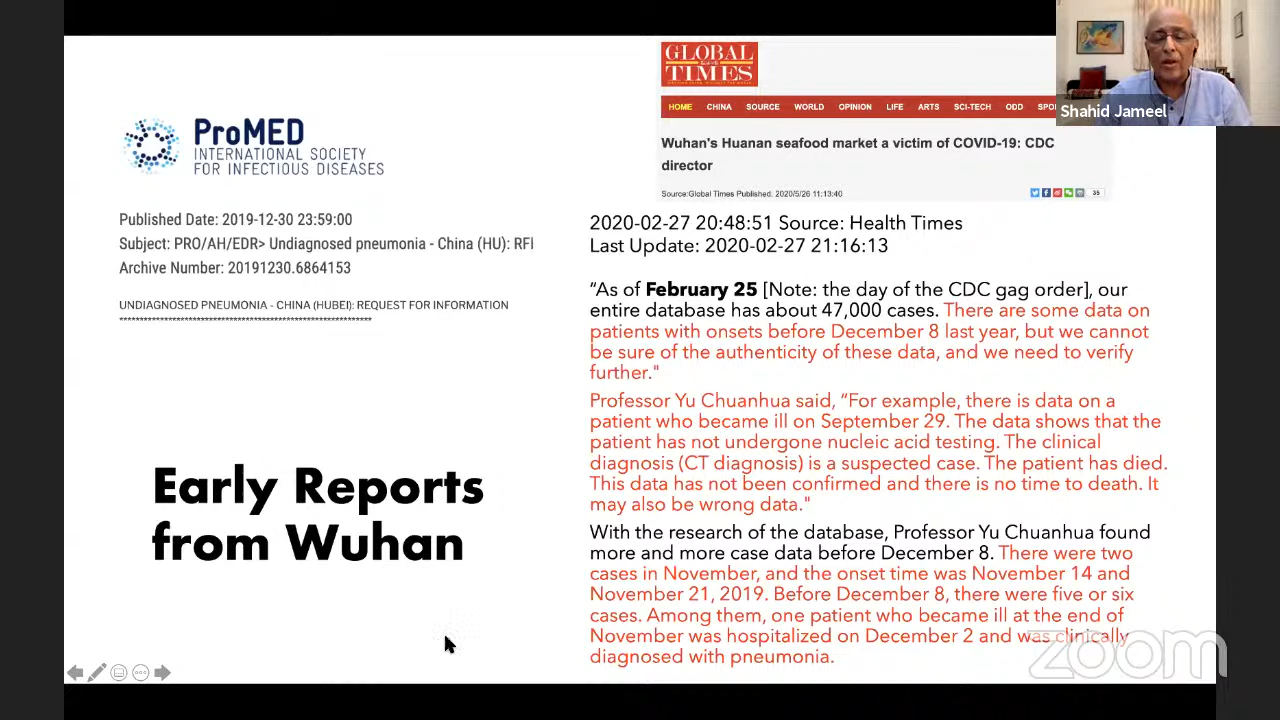 ProMED
INTERNATIONAL SOCIETY
FOR INFECTIOUS DISEASES
Published Date: 2019-12-30 23:59:00
Subject: PRO/AH/EDR> Undiagnosed pneumonia - China (HU): RFI
Archive Number: 20191230.6864153
UNDIAGNOSED PNEUMONIA - CHINA (HUBEI): REQUEST FOR INFORMATION
************************************************************
Early Reports
from Wuhan
GLOBAL
TIMES
HOME CHINA SOURCE WORLD OPINION LIFE ARTS SCI-TECH ODD
Wuhan's Huanan seafood market a victim of COVID-19: CDC
director
Source:Global Times Published. 2020/5/26 11:13:40
35
2020-02-27 20:48:51 Source: Health Times
Last Update: 2020-02-27 21:16:13
“As of February 25 [Note: the day of the CDC gag order], our
entire database has about 47,000 cases. There are some data on
patients with onsets before December 8 last year, but we cannot
be sure of the authenticity of these data, and we need to verify
further."
Professor Yu Chuanhua said, “For example, there is data on a
patient who became ill on September 29. The data shows that the
patient has not undergone nucleic acid testing. The clinical
diagnosis (CT diagnosis) is a suspected case. The patient has died.
This data has not been confirmed and there is no time to death. It
may also be wrong data."
With the research of the database, Professor Yu Chuanhua found
more and more case data before December 8. There were two
cases in November, and the onset time was November 14 and
November 21, 2019. Before December 8, there were five or six
cases. Among them, one patient who became ill at the end of
November was hospitalized on December 2 and was clinically
diagnosed with pneumonia.
Shahid Jameel
zoom